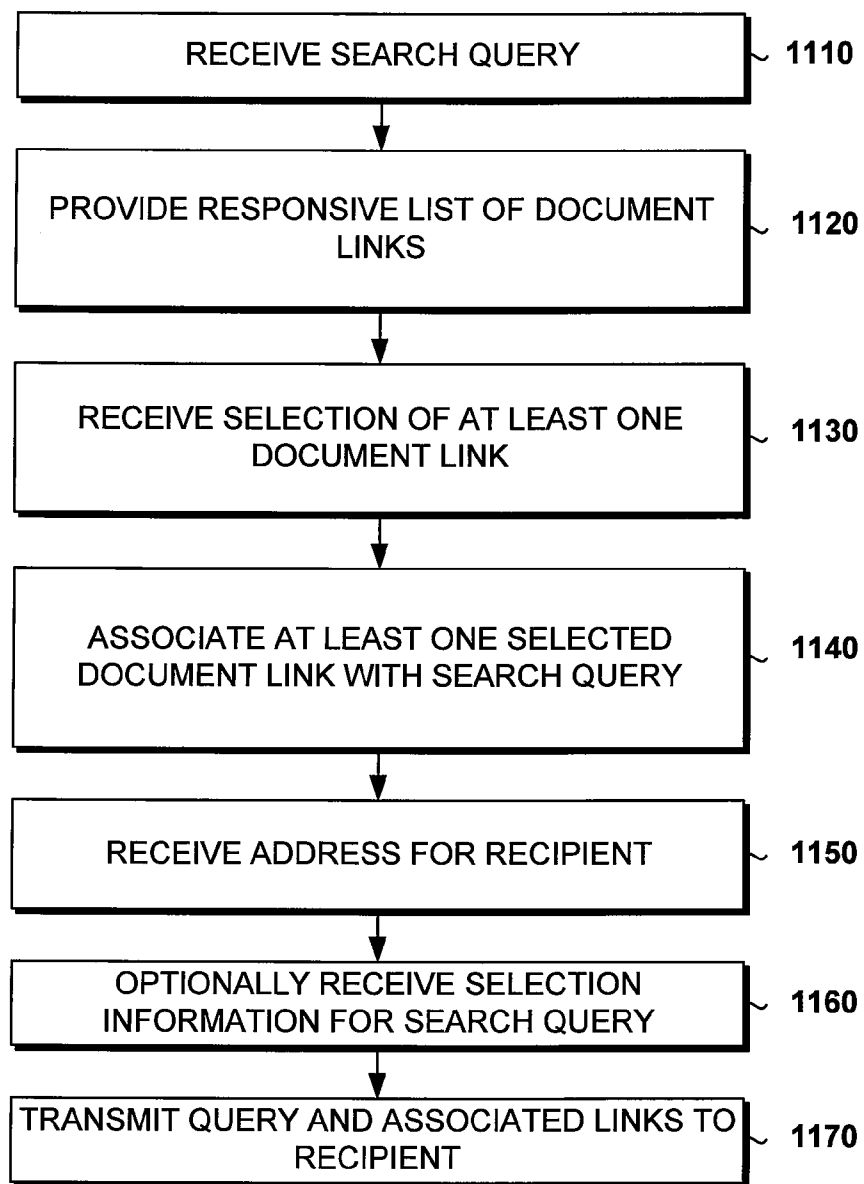 RECEIVE SEARCH QUERY
1110
PROVIDE RESPONSIVE LIST OF DOCUMENT
LINKS
1120
RECEIVE SELECTION OF AT LEAST ONE
DOCUMENT LINK
1130
ASSOCIATE AT LEAST ONE SELECTED
DOCUMENT LINK WITH SEARCH QUERY
1140
RECEIVE ADDRESS FOR RECIPIENT
1150
OPTIONALLY RECEIVE SELECTION
INFORMATION FOR SEARCH QUERY
1160
TRANSMIT QUERY AND ASSOCIATED LINKS TO
RECIPIENT
1170